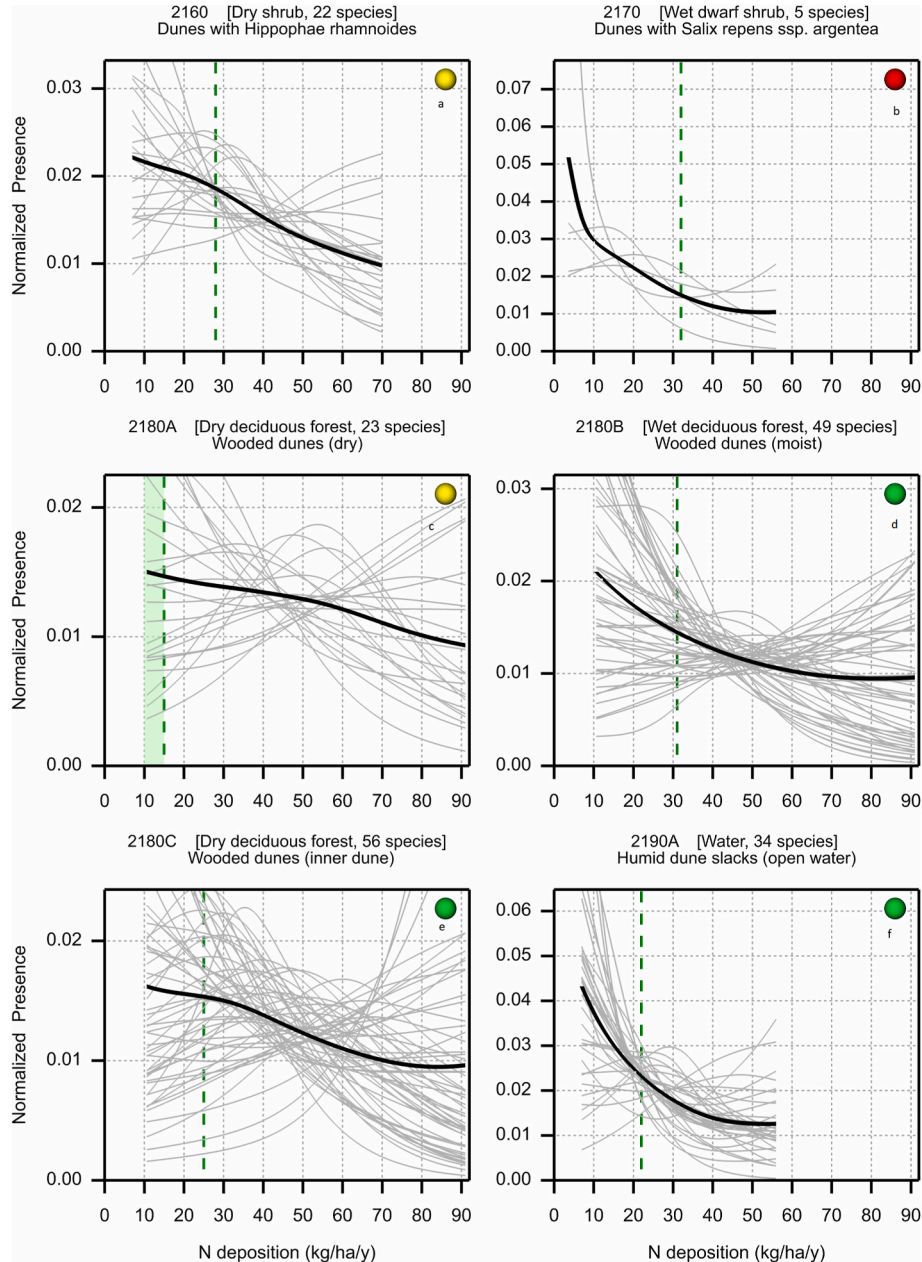 2160 [Dry shrub, 22 species]
Dunes with Hippophae rhamnoides
2170 [Wet dwarf shrub, 5 species]
Dunes with Salix repens ssp. argentea
Normalized Presence
0.03
0.02
0.01
0.00
a
0 10 20 30 40 50 60 70 80 90
0.07
0.06
0.05
0.04
0.03
0.02
0.01
0.00
b
0 10 20 30 40 50 60 70 80 90
2180A [Dry deciduous forest, 23 species]
Wooded dunes (dry)
2180B [Wet deciduous forest, 49 species]
Wooded dunes (moist)
Normalized Presence
0.02
0.01
0.00
c
0 10 20 30 40 50 60 70 80 90
0.03
0.02
0.01
0.00
d
0 10 20 30 40 50 60 70 80 90
2180C [Dry deciduous forest, 56 species]
Wooded dunes (inner dune)
2190A [Water, 34 species]
Humid dune slacks (open water)
Normalized Presence
0.02
0.01
0.00
e
0 10 20 30 40 50 60 70 80 90
N deposition (kg/ha/y)
0.06
0.05
0.04
0.03
0.02
0.01
0.00
f
0 10 20 30 40 50 60 70 80 90
N deposition (kg/ha/y)